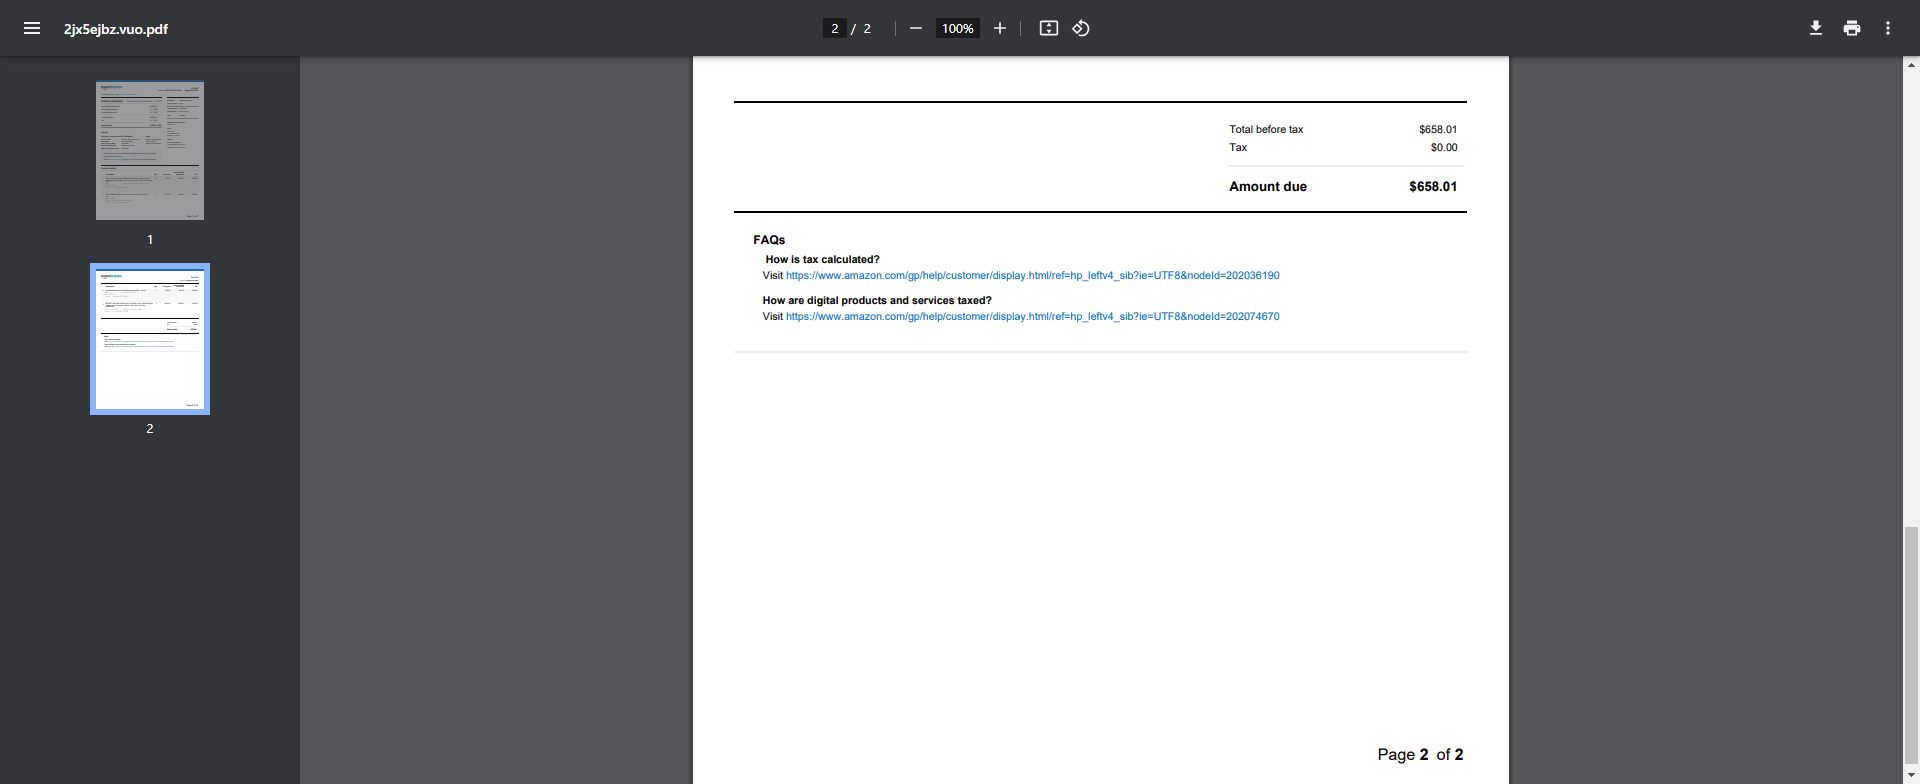 2jx5ejbz.vuo.pdf
2 / 2
100%
1
2
Total before tax $658.01
Tax $0.00
Amount due $658.01
FAQs
How is tax calculated?
Visit https://www.amazon.com/gp/help/customer/display.html/ref=hp_leftv4_sib?ie=UTF8&nodeId=202036190
How are digital products and services taxed?
Visit https://www.amazon.com/gp/help/customer/display.html/ref=hp_leftv4_sib?ie=UTF8&nodeId=202074670
Page 2 of 2